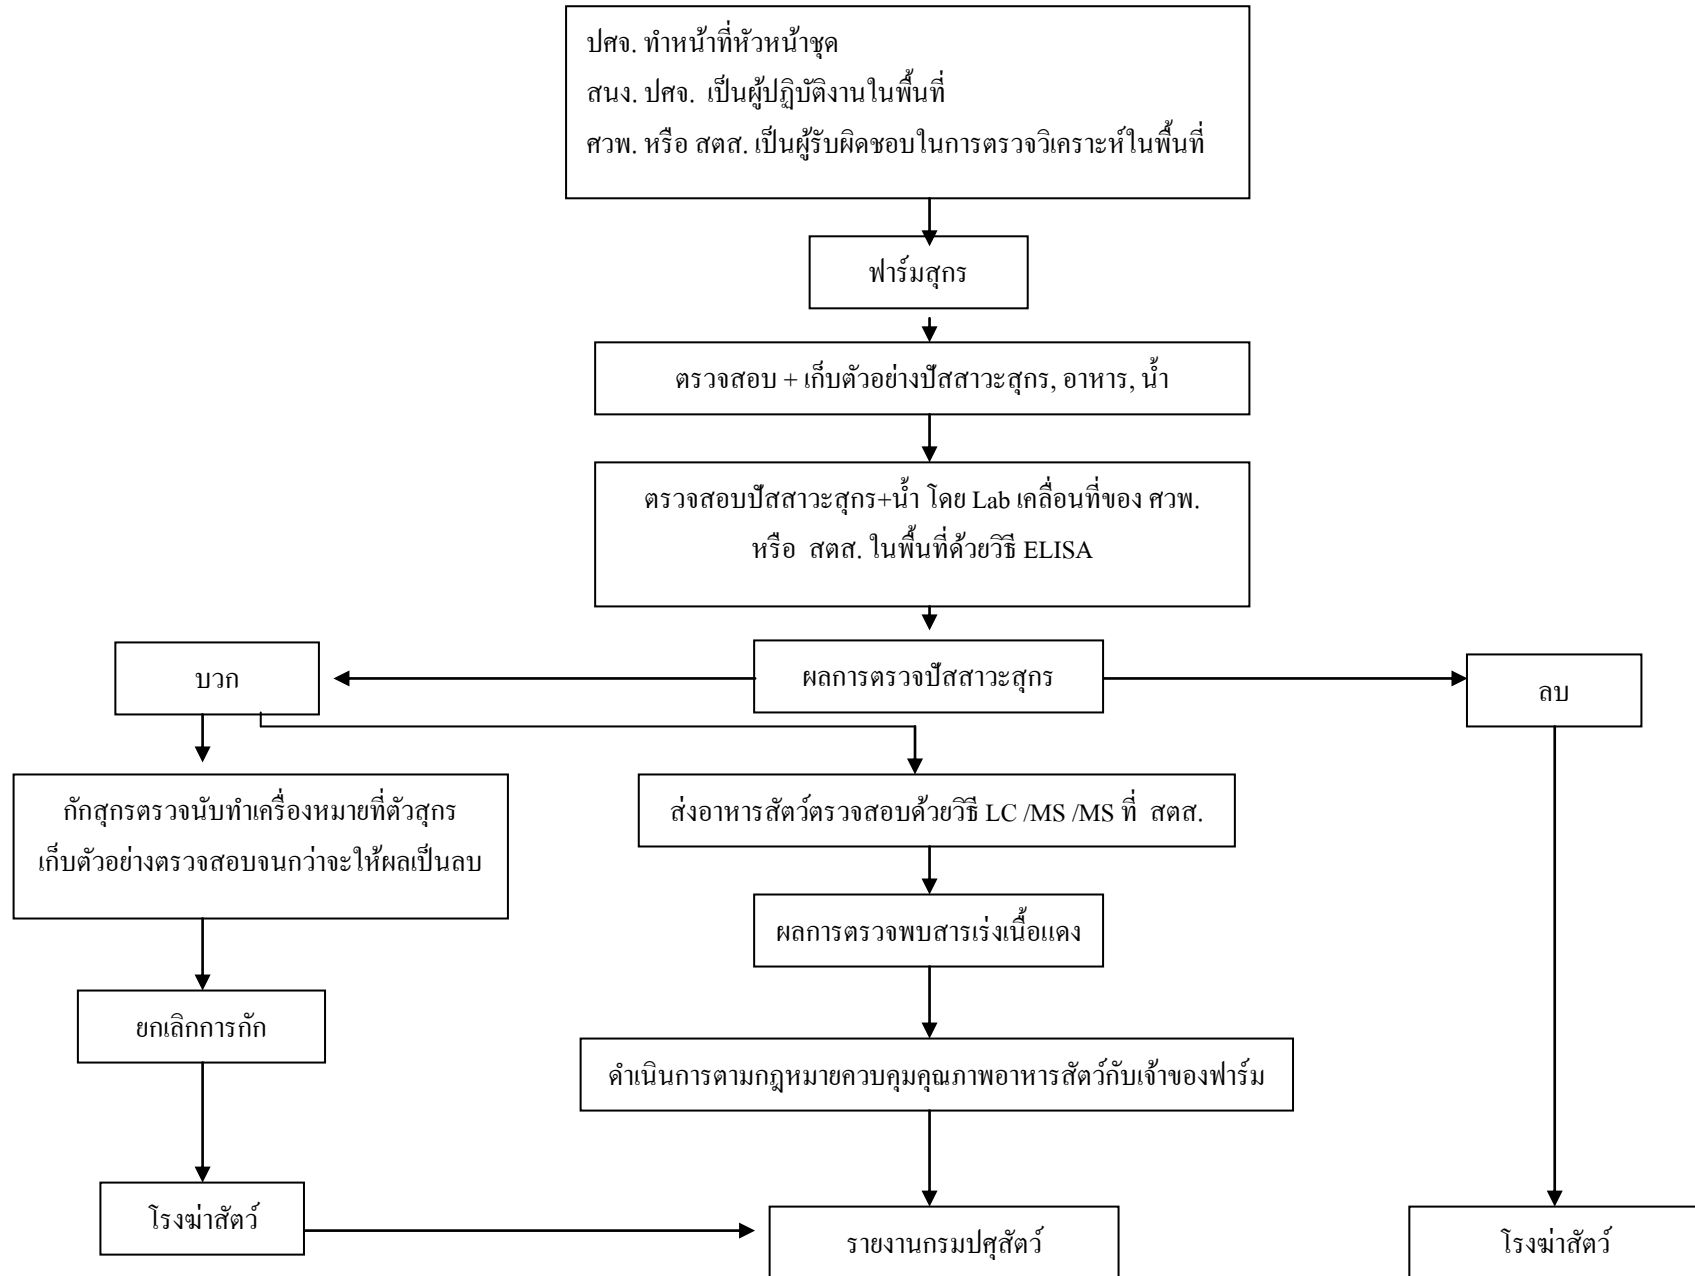 ปศจ. ทำหน้าที่หัวหน้าชุด
สนง. ปศจ. เป็นผู้ปฏิบัติงานในพื้นที่
ศวพ. หรือ สตส. เป็นผู้รับผิดชอบในการตรวจวิเคราะห์ในพื้นที่
ฟาร์มสุกร
ตรวจสอบ + เก็บตัวอย่างปัสสาวะสุกร, อาหาร, น้ำ
ตรวจสอบปัสสาวะสุกร+น้ำ โดย Lab เคลื่อนที่ของ ศวพ.
หรือ สตส. ในพื้นที่ด้วยวิธี ELISA
บวก
ผลการตรวจปัสสาวะสุกร
ลบ
กักสุกรตรวจนับทำเครื่องหมายที่ตัวสุกร
เก็บตัวอย่างตรวจสอบจนกว่าจะให้ผลเป็นลบ
ส่งอาหารสัตว์ตรวจสอบด้วยวิธี LC /MS /MS ที่ สตส.
ผลการตรวจพบสารเร่งเนื้อแดง
ยกเลิกการกัก
ดำเนินการตามกฎหมายควบคุมคุณภาพอาหารสัตว์กับเจ้าของฟาร์ม
โรงฆ่าสัตว์
รายงานกรมปศุสัตว์
โรงฆ่าสัตว์